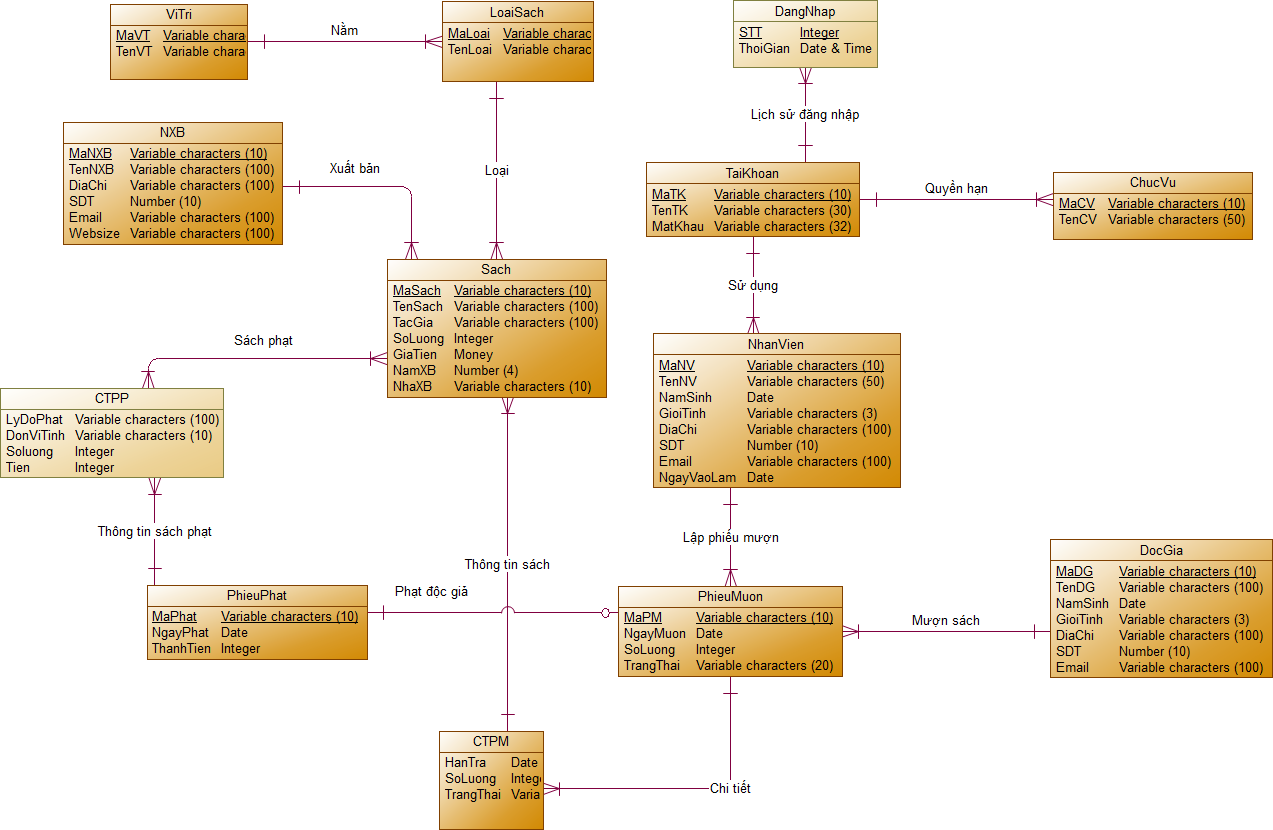 ViTri
MaVT Variable chara
TenVT Variable chara
Nằm
LoaiSach
MaLoai Variable charac
TenLoai Variable charac
DangNhap
STT Integer
ThoiGian Date & Time
Lịch sử đăng nhập
NXB
MaNXB Variable characters (10)
TenNXB Variable characters (100)
DiaChi Variable characters (100)
SDT Number (10)
Email Variable characters (100)
Websize Variable characters (100)
Xuất bản
Loại
TaiKhoan
MaTK Variable characters (10)
TenTK Variable characters (30)
MatKhau Variable characters (32)
Quyền hạn
ChucVu
MaCV Variable characters (10)
TenCV Variable characters (50)
Sach
MaSach Variable characters (10)
TenSach Variable characters (100)
TacGia Variable characters (100)
SoLuong Integer
GiaTien Money
NamXB Number (4)
NhaXB Variable characters (10)
Sử dụng
Sách phạt
NhanVien
MaNV Variable characters (10)
TenNV Variable characters (50)
NamSinh Date
GioiTinh Variable characters (3)
DiaChi Variable characters (100)
SDT Number (10)
Email Variable characters (100)
NgayVaoLam Date
CTPP
LyDoPhat Variable characters (100)
DonViTinh Variable characters (10)
Soluong Integer
Tien Integer
Thông tin sách phạt
Thông tin sách
Lập phiếu mượn
PhieuPhat
MaPhat Variable characters (10)
NgayPhat Date
ThanhTien Integer
Phạt độc giả
PhieuMuon
MaPM Variable characters (10)
NgayMuon Date
SoLuong Integer
TrangThai Variable characters (20)
Mượn sách
DocGia
MaDG Variable characters (10)
TenDG Variable characters (100)
NamSinh Date
GioiTinh Variable characters (3)
DiaChi Variable characters (100)
SDT Number (10)
Email Variable characters (100)
CTPM
HanTra Date
SoLuong Integ
TrangThai Varia
Chi tiết